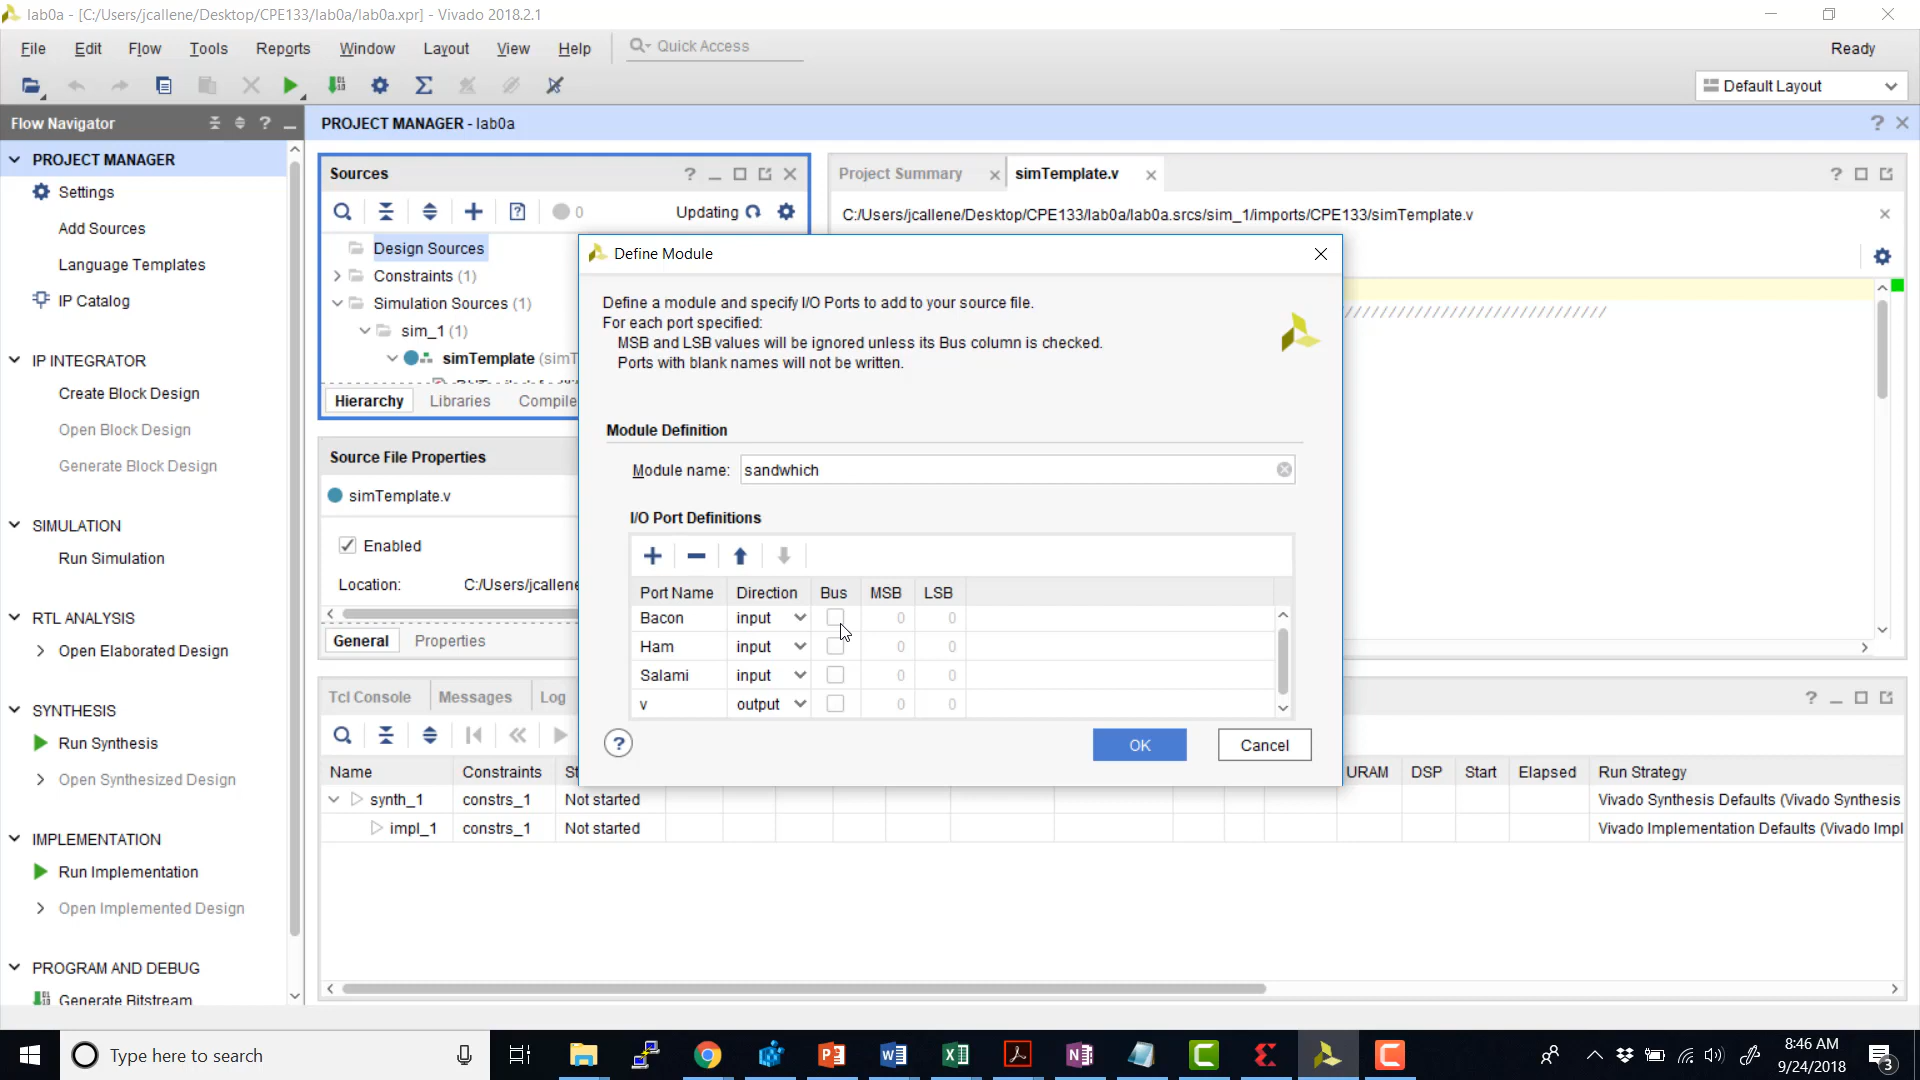 lab0a - [C:/Users/jcallene/Desktop/CPE133/lab0a/lab0a.xpr] - Vivado 2018.2.1
File Edit Flow Tools Reports Window Layout View Help Quick Access Ready
Default Layout
Flow Navigator
PROJECT MANAGER
Settings
Add Sources
Language Templates
IP Catalog
IP INTEGRATOR
Create Block Design
Open Block Design
Generate Block Design
SIMULATION
Run Simulation
RTL ANALYSIS
Open Elaborated Design
SYNTHESIS
Run Synthesis
Open Synthesized Design
IMPLEMENTATION
Run Implementation
Open Implemented Design
PROGRAM AND DEBUG
Generate Bitstream
PROJECT MANAGER - lab0a
Sources
0 Updating
Design Sources
Constraints (1)
Simulation Sources (1)
sim_1 (1)
simTemplate (simT
Hierarchy Libraries Compile
Source File Properties
simTemplate.v
Enabled
Location: C:/Users/jcallene
General Properties
Project Summary simTemplate.v
C:/Users/jcallene/Desktop/CPE133/lab0a/lab0a.srcs/sim_1/imports/CPE133/simTemplate.v
Define Module
Define a module and specify I/O Ports to add to your source file.
For each port specified:
MSB and LSB values will be ignored unless its Bus column is checked.
Ports with blank names will not be written.
Module Definition
Module name: sandwhich
I/O Port Definitions
Port Name Direction Bus MSB LSB
Bacon input 0 0
Ham input 0 0
Salami input 0 0
v output 0 0
OK Cancel
Tcl Console Messages Log
Name Constraints St URAM DSP Start Elapsed Run Strategy
synth_1 constrs_1 Not started Vivado Synthesis Defaults (Vivado Synthesis
impl_1 constrs_1 Not started Vivado Implementation Defaults (Vivado Impl
Type here to search
8:46 AM
9/24/2018
3